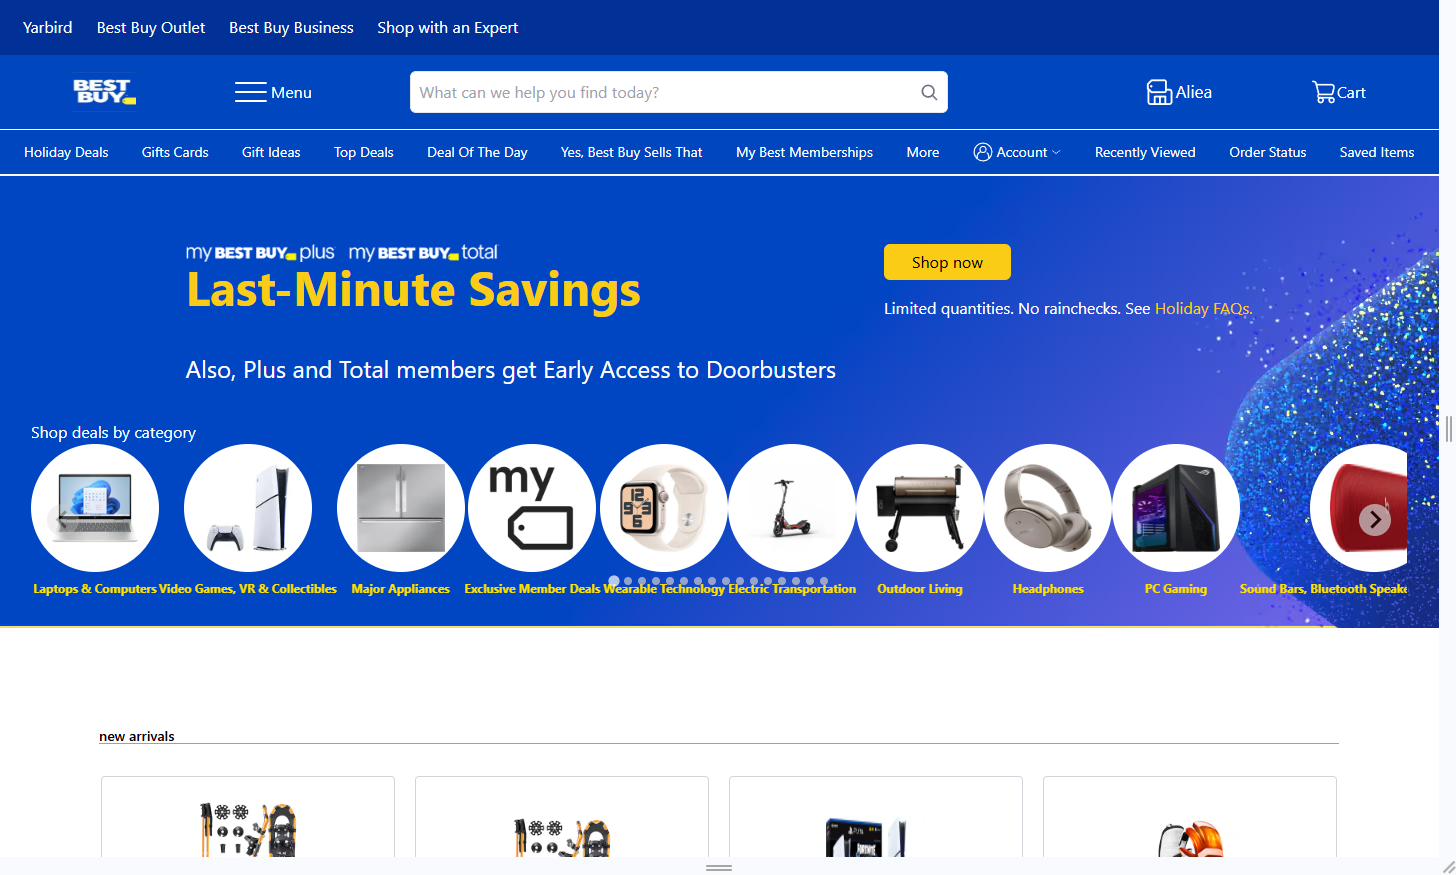 Yarbird Best Buy Outlet Best Buy Business Shop with an Expert
BEST BUY Menu What can we help you find today? Aliea Cart
Holiday Deals Gifts Cards Gift Ideas Top Deals Deal Of The Day Yes, Best Buy Sells That My Best Memberships More Account Recently Viewed Order Status Saved Items
my BEST BUY plus my BEST BUY total
Last-Minute Savings
Shop now
Limited quantities. No rainchecks. See Holiday FAQs.
Also, Plus and Total members get Early Access to Doorbusters
Shop deals by category
my
Laptops & Computers Video Games, VR & Collectibles Major Appliances Exclusive Member Deals Wearable Technology Electric Transportation Outdoor Living Headphones PC Gaming Sound Bars, Bluetooth Speake
new arrivals
FORTNITE